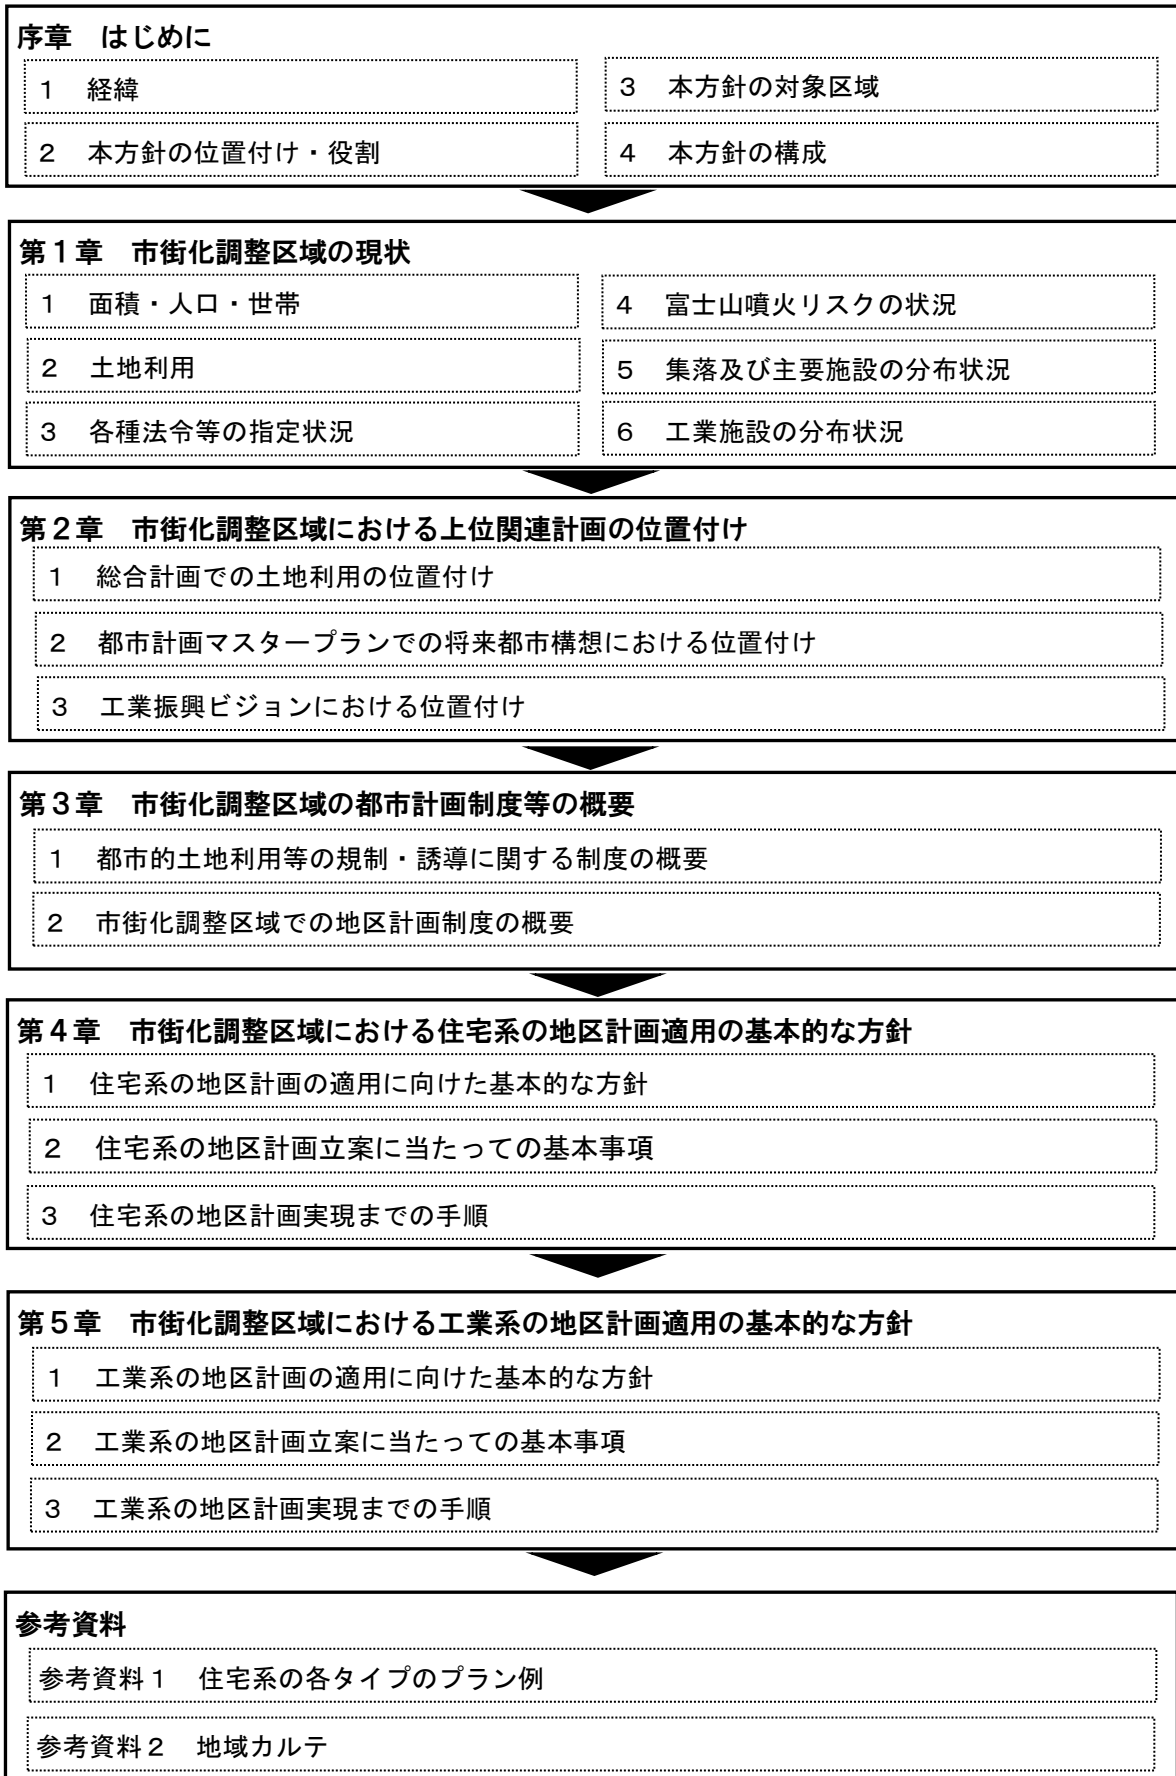 序章　はじめに
1　経緯
2　本方針の位置付け・役割
3　本方針の対象区域
4　本方針の構成
第１章　市街化調整区域の現状
1　面積・人口・世帯
2　土地利用
3　各種法令等の指定状況
4　富士山噴火リスクの状況
5　集落及び主要施設の分布状況
6　工業施設の分布状況
第２章　市街化調整区域における上位関連計画の位置付け
1　総合計画での土地利用の位置付け
2　都市計画マスタープランでの将来都市構想における位置付け
3　工業振興ビジョンにおける位置付け
第３章　市街化調整区域の都市計画制度等の概要
1　都市的土地利用等の規制・誘導に関する制度の概要
2　市街化調整区域での地区計画制度の概要
第４章　市街化調整区域における住宅系の地区計画適用の基本的な方針
1　住宅系の地区計画の適用に向けた基本的な方針
2　住宅系の地区計画立案に当たっての基本事項
3　住宅系の地区計画実現までの手順
第５章　市街化調整区域における工業系の地区計画適用の基本的な方針
1　工業系の地区計画の適用に向けた基本的な方針
2　工業系の地区計画立案に当たっての基本事項
3　工業系の地区計画実現までの手順
参考資料
参考資料１　住宅系の各タイプのプラン例
参考資料２　地域カルテ